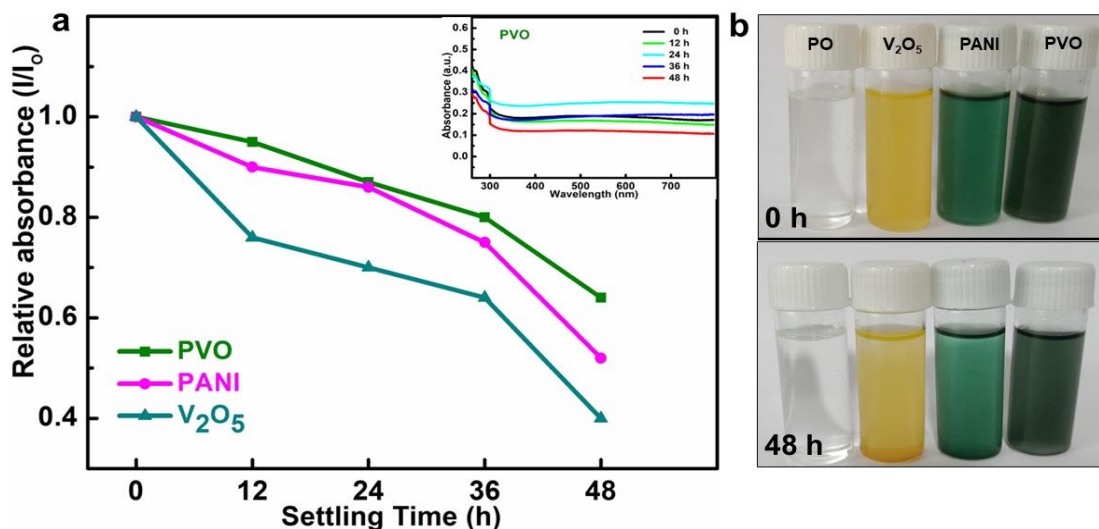 a
Relative absorbance (I/I₀)
1.0
0.8
0.6
0.4
PVO
PANI
V₂O₅
0 12 24 36 48
Settling Time (h)
PVO
0 h
12 h
24 h
36 h
48 h
Absorbance (a.u.)
0.6
0.5
0.4
0.3
0.2
0.1
0.0
300 400 500 600 700
Wavelength (nm)
b
PO V₂O₅ PANI PVO
0 h
48 h